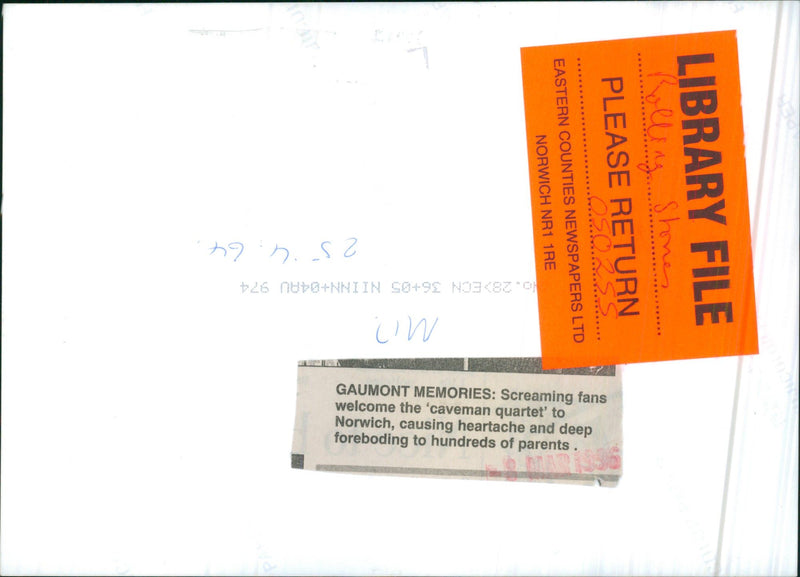 LIBRARY FILE
Rolling Stones
PLEASE RETURN
050255
EASTERN COUNTIES NEWSPAPERS LTD
NORWICH NR1 1RE
25.4.64.
No.28>ECN 36+05 NIINN+04AU 974
GAUMONT MEMORIES: Screaming fans
welcome the ‘caveman quartet’ to
Norwich, causing heartache and deep
foreboding to hundreds of parents .